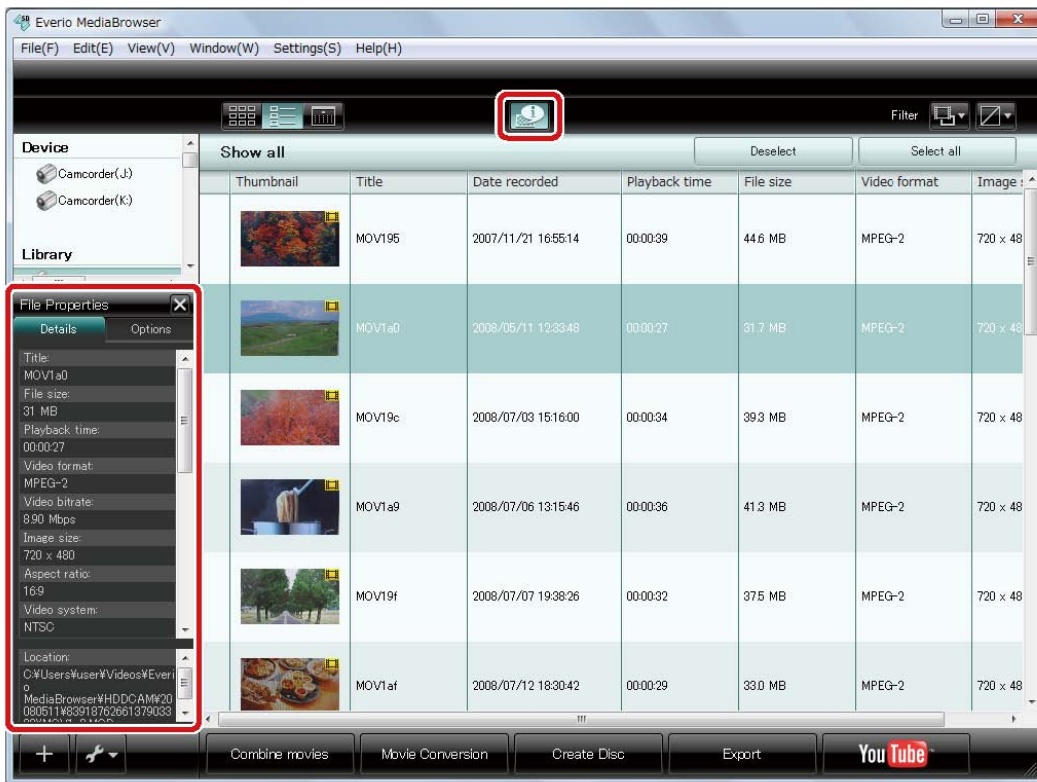 Everio MediaBrowser
File(F) Edit(E) View(V) Window(W) Settings(S) Help(H)
Filter
Device
Camcorder(J:)
Camcorder(K:)
Library
Show all
Deselect
Select all
Thumbnail Title Date recorded Playback time File size Video format Image
MOV195 2007/11/21 16:55:14 00:00:39 44.6 MB MPEG-2 720 x 48
MOV1a0 2008/05/11 12:33:48 00:00:27 31.7 MB MPEG-2 720 x 48
MOV19c 2008/07/03 15:16:00 00:00:34 39.3 MB MPEG-2 720 x 48
MOV1a9 2008/07/06 13:15:46 00:00:36 41.3 MB MPEG-2 720 x 48
MOV19f 2008/07/07 19:38:26 00:00:32 37.5 MB MPEG-2 720 x 48
MOV1af 2008/07/12 18:30:42 00:00:29 33.0 MB MPEG-2 720 x 48
File Properties
Details Options
Title:
MOV1a0
File size:
31 MB
Playback time:
00:00:27
Video format:
MPEG-2
Video bitrate:
8.90 Mbps
Image size:
720 x 480
Aspect ratio:
16:9
Video system:
NTSC
Location:
C:¥Users¥user¥Videos¥Everi
o
MediaBrowser¥HDDCAM¥20
080511¥83918762661379033
Combine movies
Movie Conversion
Create Disc
Export
YouTube